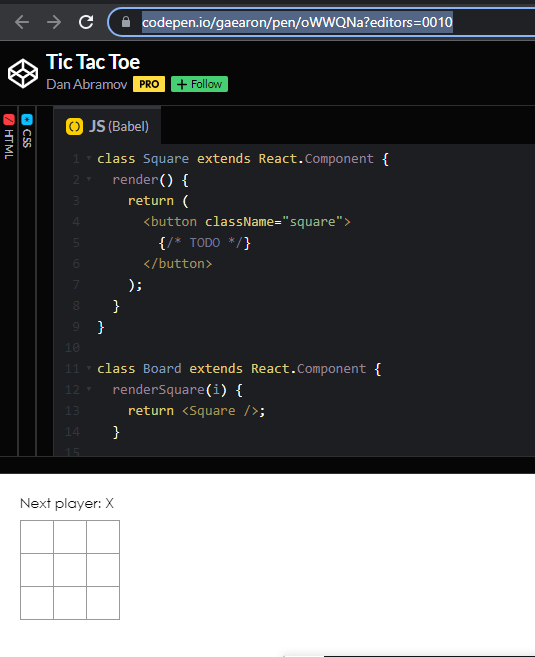 codepen.io/gaearon/pen/oWWQNa?editors=0010
Tic Tac Toe
Dan Abramov PRO + Follow
HTML
CSS
JS (Babel)
1 class Square extends React.Component {
2 render() {
3 return (
4 <button className="square">
5 {/* TODO */}
6 </button>
7 );
8 }
9 }
10
11 class Board extends React.Component {
12 renderSquare(i) {
13 return <Square />;
14 }
15
Next player: X